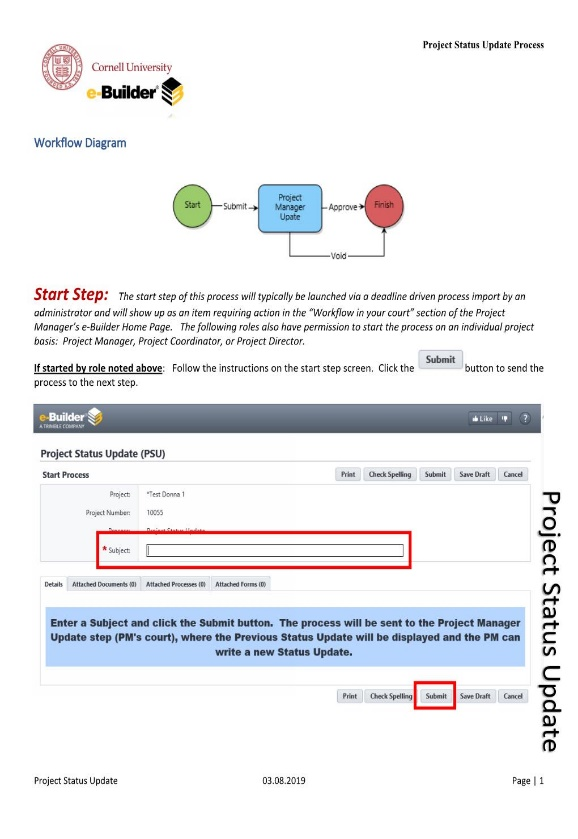 Project Status Update Process
Cornell University
e-Builder
Workflow Diagram
Start
Submit
Project
Manager
Upate
Approve
Finish
Void
Start Step: The start step of this process will typically be launched via a deadline driven process import by an
administrator and will show up as an item requiring action in the “Workflow in your court” section of the Project
Manager’s e-Builder Home Page. The following roles also have permission to start the process on an individual project
basis: Project Manager, Project Coordinator, or Project Director.
If started by role noted above: Follow the instructions on the start step screen. Click the Submit button to send the
process to the next step.
e-Builder
A TRIMBLE COMPANY
Like
?
Project Status Update (PSU)
Start Process
Print Check Spelling Submit Save Draft Cancel
Project: *Test Donna 1
Project Number: 10055
Process: Project Status Update
* Subject:
Details Attached Documents (0) Attached Processes (0) Attached Forms (0)
Enter a Subject and click the Submit button. The process will be sent to the Project Manager
Update step (PM's court), where the Previous Status Update will be displayed and the PM can
write a new Status Update.
Print Check Spelling Submit Save Draft Cancel
Project Status Update
Project Status Update 03.08.2019 Page | 1